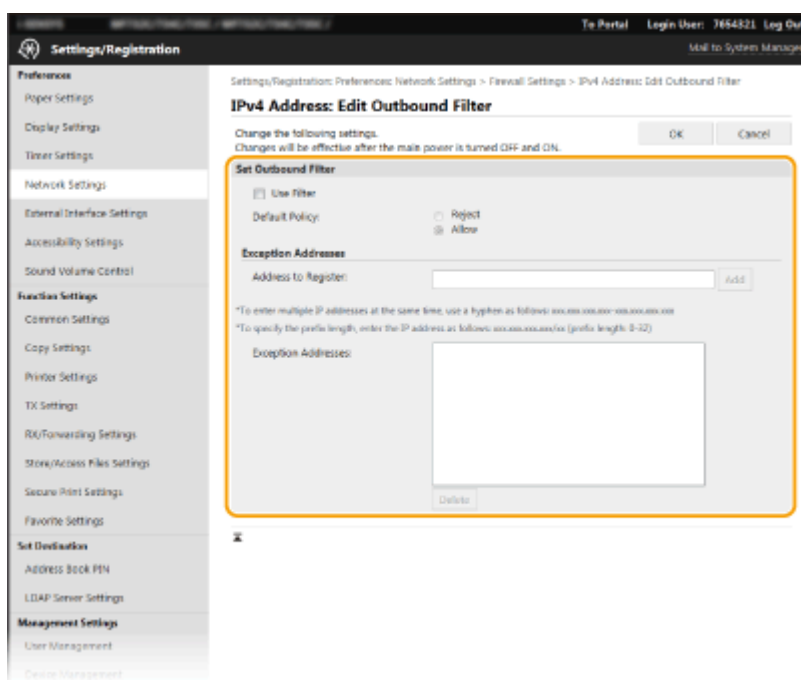 To Portal Login User: 7654321 Log Ou
Settings/Registration
Mail to System Manage
Preferences
Paper Settings
Display Settings
Timer Settings
Network Settings
External Interface Settings
Accessibility Settings
Sound Volume Control
Function Settings
Common Settings
Copy Settings
Printer Settings
TX Settings
RX/Forwarding Settings
Store/Access Files Settings
Secure Print Settings
Favorite Settings
Set Destination
Address Book PIN
LDAP Server Settings
Management Settings
User Management
Device Management
Settings/Registration: Preferences: Network Settings > Firewall Settings > IPv4 Address: Edit Outbound Filter
IPv4 Address: Edit Outbound Filter
Change the following settings.
Changes will be effective after the main power is turned OFF and ON.
OK Cancel
Set Outbound Filter
Use Filter
Default Policy: Reject
Allow
Exception Addresses
Address to Register: Add
*To enter multiple IP addresses at the same time, use a hyphen as follows: xxx.xxx.xxx.xxx-xxx.xxx.xxx.xxx
*To specify the prefix length, enter the IP address as follows: xxx.xxx.xxx.xxx/xx (prefix length: 0-32)
Exception Addresses:
Delete